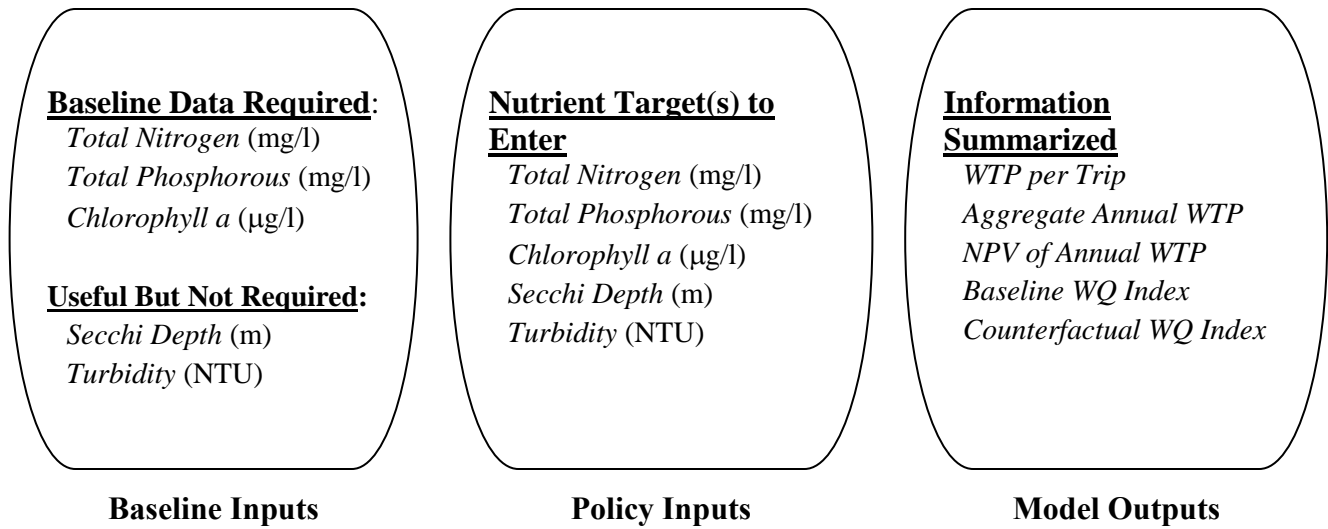 Baseline Data Required:
Total Nitrogen (mg/l)
Total Phosphorous (mg/l)
Chlorophyll a (µg/l)
Useful But Not Required:
Secchi Depth (m)
Turbidity (NTU)
Baseline Inputs
Nutrient Target(s) to
Enter
Total Nitrogen (mg/l)
Total Phosphorous (mg/l)
Chlorophyll a (µg/l)
Secchi Depth (m)
Turbidity (NTU)
Policy Inputs
Information
Summarized
WTP per Trip
Aggregate Annual WTP
NPV of Annual WTP
Baseline WQ Index
Counterfactual WQ Index
Model Outputs